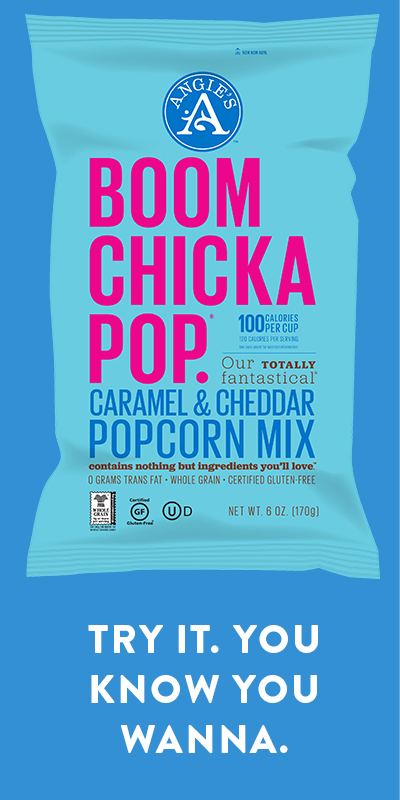 ANGIE'S
A
BOOM
CHICKA
POP.®
100 CALORIES
PER CUP
120 CALORIES PER SERVING
Our TOTALLY
fantastical
CARAMEL & CHEDDAR
POPCORN MIX
contains nothing but ingredients you'll love.™
0 GRAMS TRANS FAT • WHOLE GRAIN • CERTIFIED GLUTEN-FREE
WHOLE
GRAIN
Certified
GF
Gluten-Free
U D
NET WT. 6 OZ. (170g)
TRY IT. YOU
KNOW YOU
WANNA.